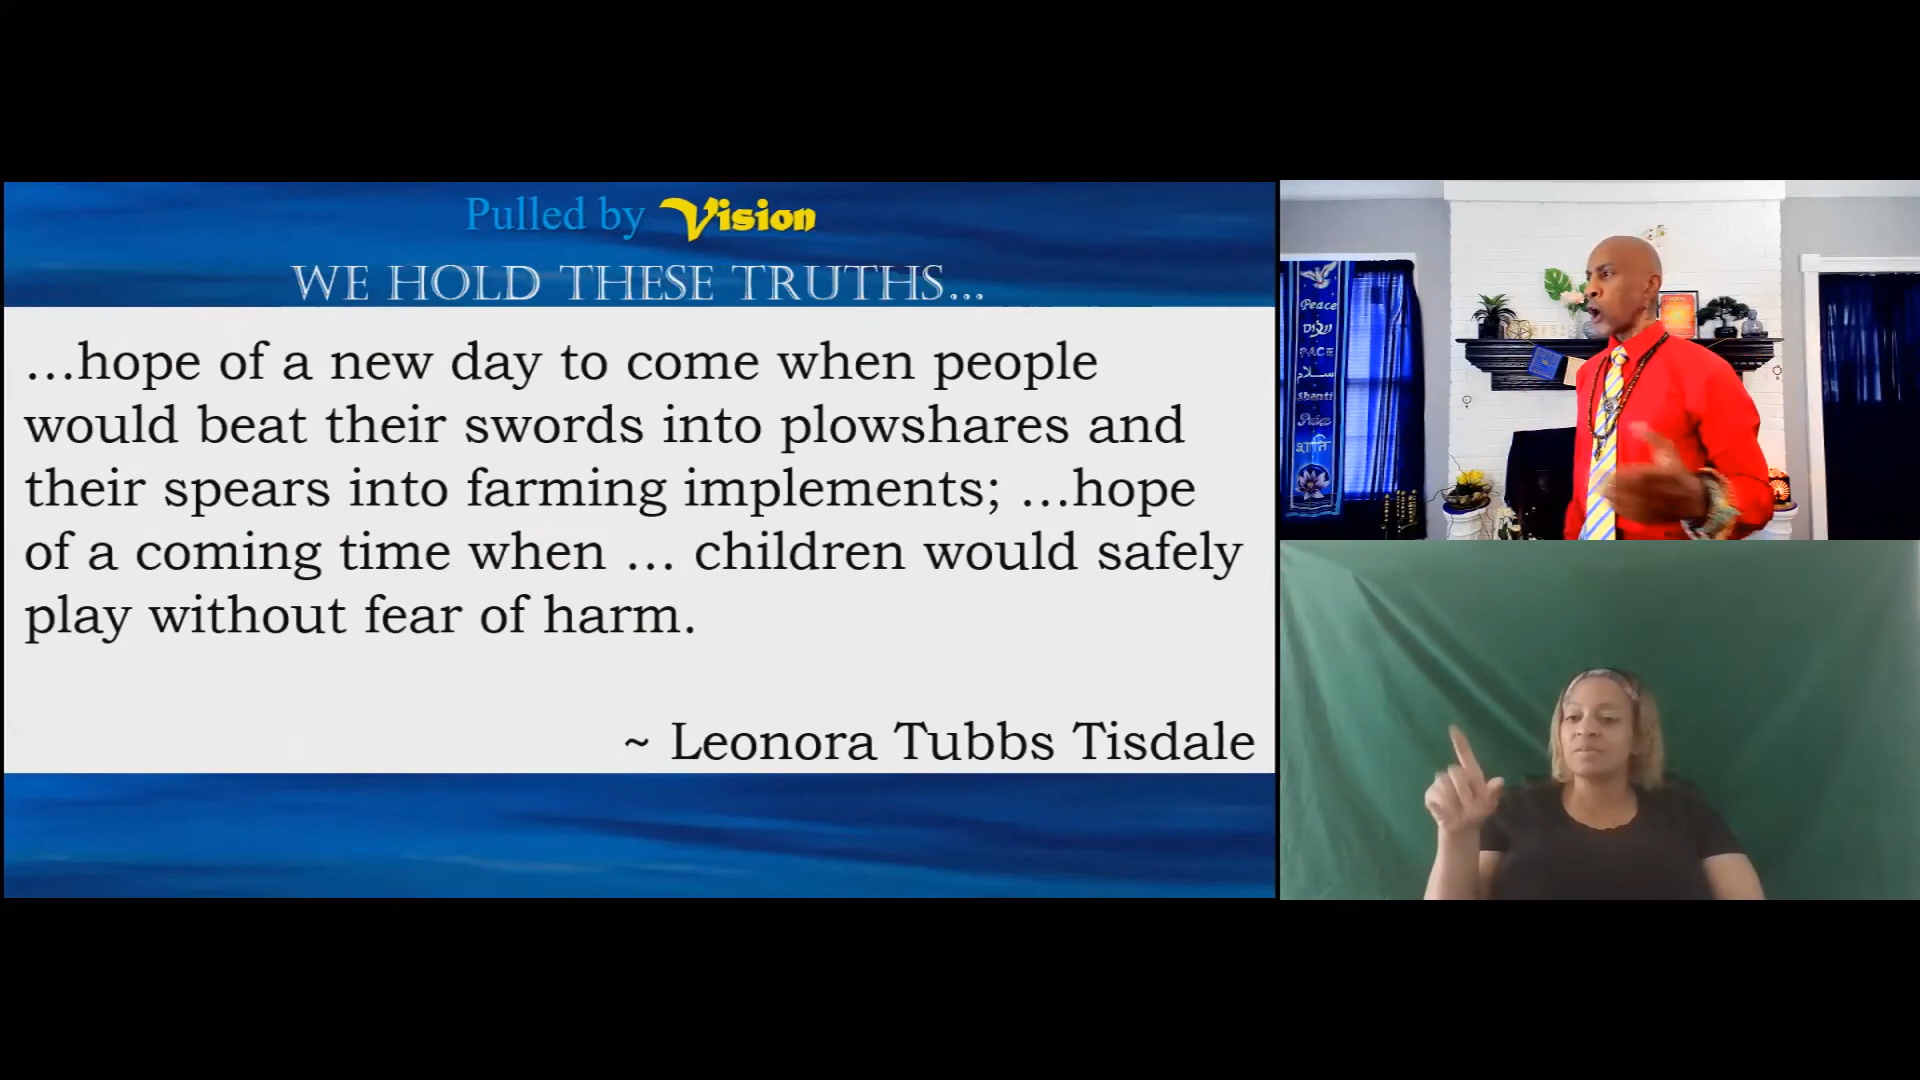 Pulled by Vision
WE HOLD THESE TRUTHS...
...hope of a new day to come when people
would beat their swords into plowshares and
their spears into farming implements; ...hope
of a coming time when ... children would safely
play without fear of harm.
~ Leonora Tubbs Tisdale
Peace
PACE
سلام
Shanti